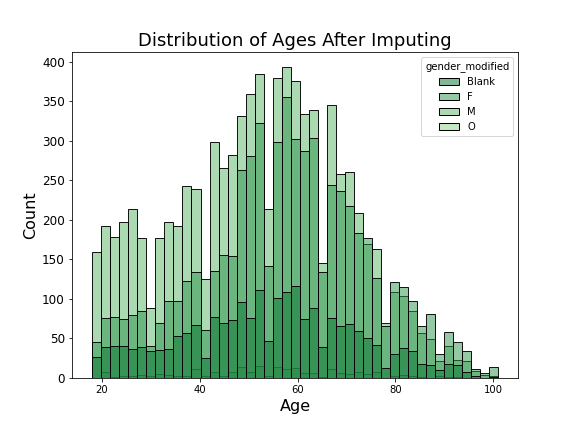 Distribution of Ages After Imputing
gender_modified
Blank
F
M
O
400
350
300
250
200
150
100
50
0
Count
20 40 60 80 100
Age